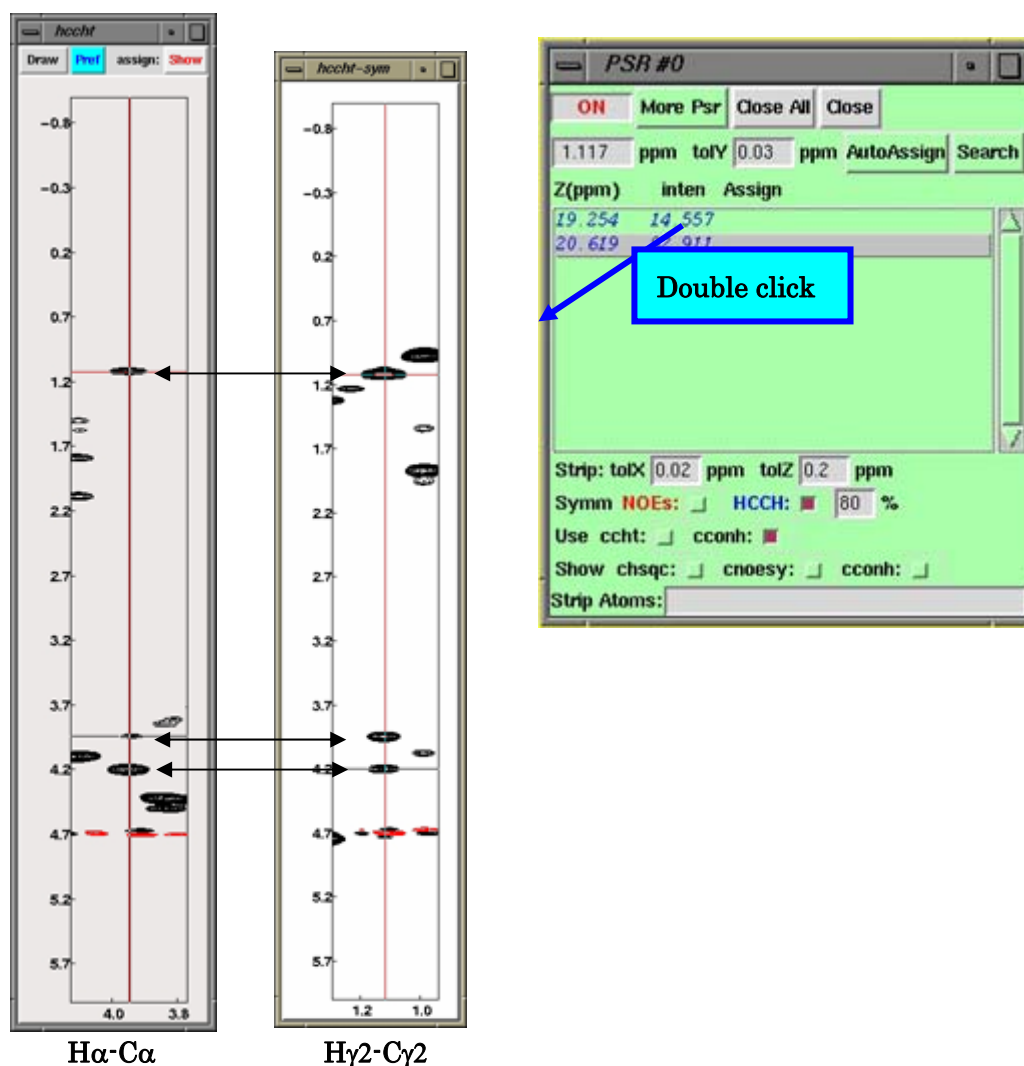 hccht
Draw Pref assign: Show
-0.8
-0.3
0.2
0.7
1.2
1.7
2.2
2.7
3.2
3.7
4.2
4.7
5.2
5.7
4.0 3.8
Hα-Cα
hccht-sym
-0.8
-0.3
0.2
0.7
1.2
1.7
2.2
2.7
3.2
3.7
4.2
4.7
5.2
5.7
1.2 1.0
Hγ2-Cγ2
PSR #0
ON More Psr Close All Close
1.117 ppm tolY 0.03 ppm AutoAssign Search
Z(ppm) inten Assign
19.254 14.557
20.619 911
Double click
Strip: tolX 0.02 ppm tolZ 0.2 ppm
Symm NOEs: HCCH: 80 %
Use ccht: cconh:
Show chsqc: cnoesy: cconh:
Strip Atoms: